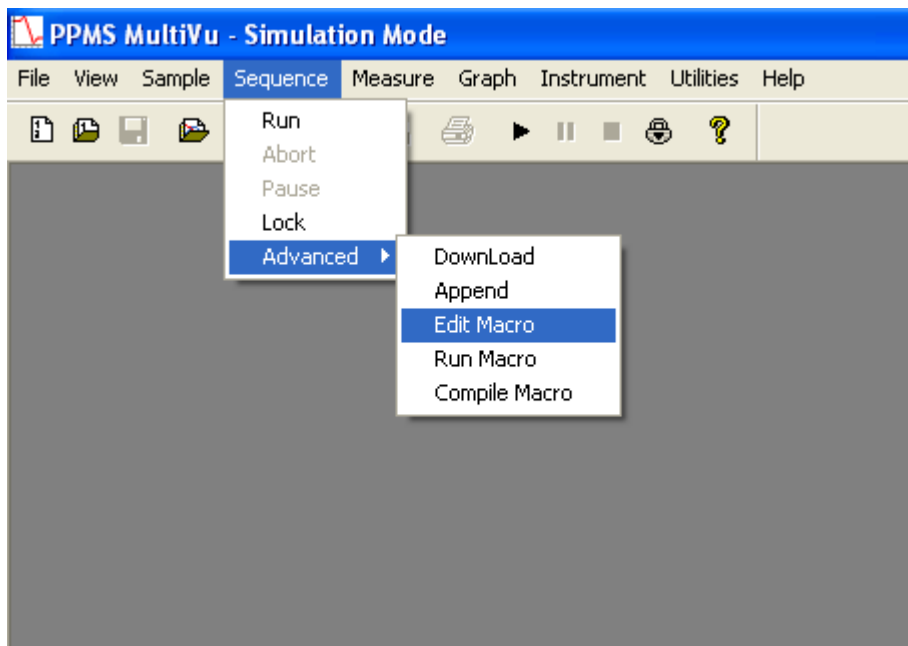 PPMS MultiVu - Simulation Mode
File View Sample Sequence Measure Graph Instrument Utilities Help
Run
Abort
Pause
Lock
Advanced
DownLoad
Append
Edit Macro
Run Macro
Compile Macro